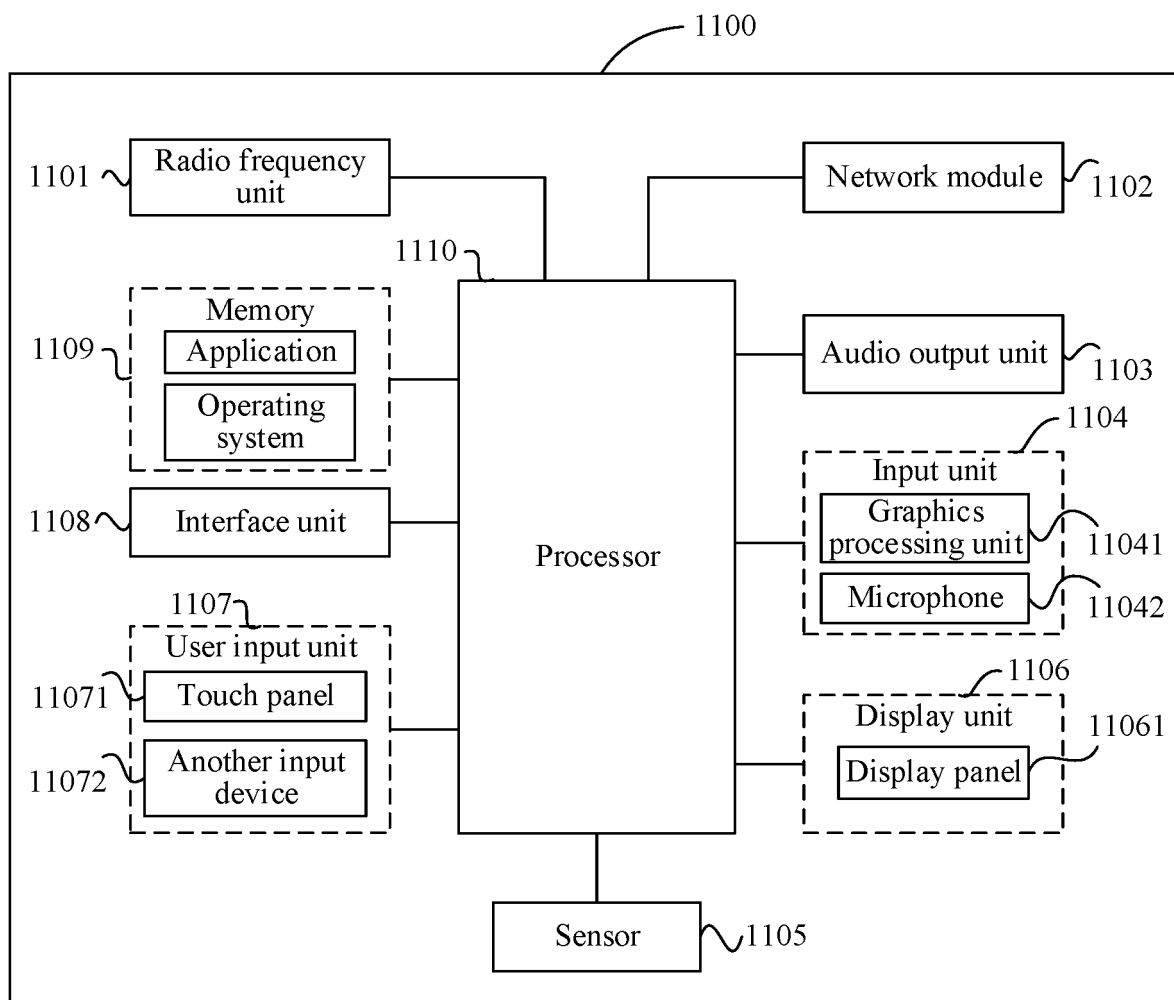 1100
Radio frequency
unit
1101
Network module
1102
1110
Memory
Application
Operating
system
1109
Audio output unit
1103
1104
Input unit
Graphics
processing unit
11041
Microphone
11042
Interface unit
1108
Processor
1107
User input unit
Touch panel
11071
Another input
device
11072
1106
Display unit
Display panel
11061
Sensor
1105